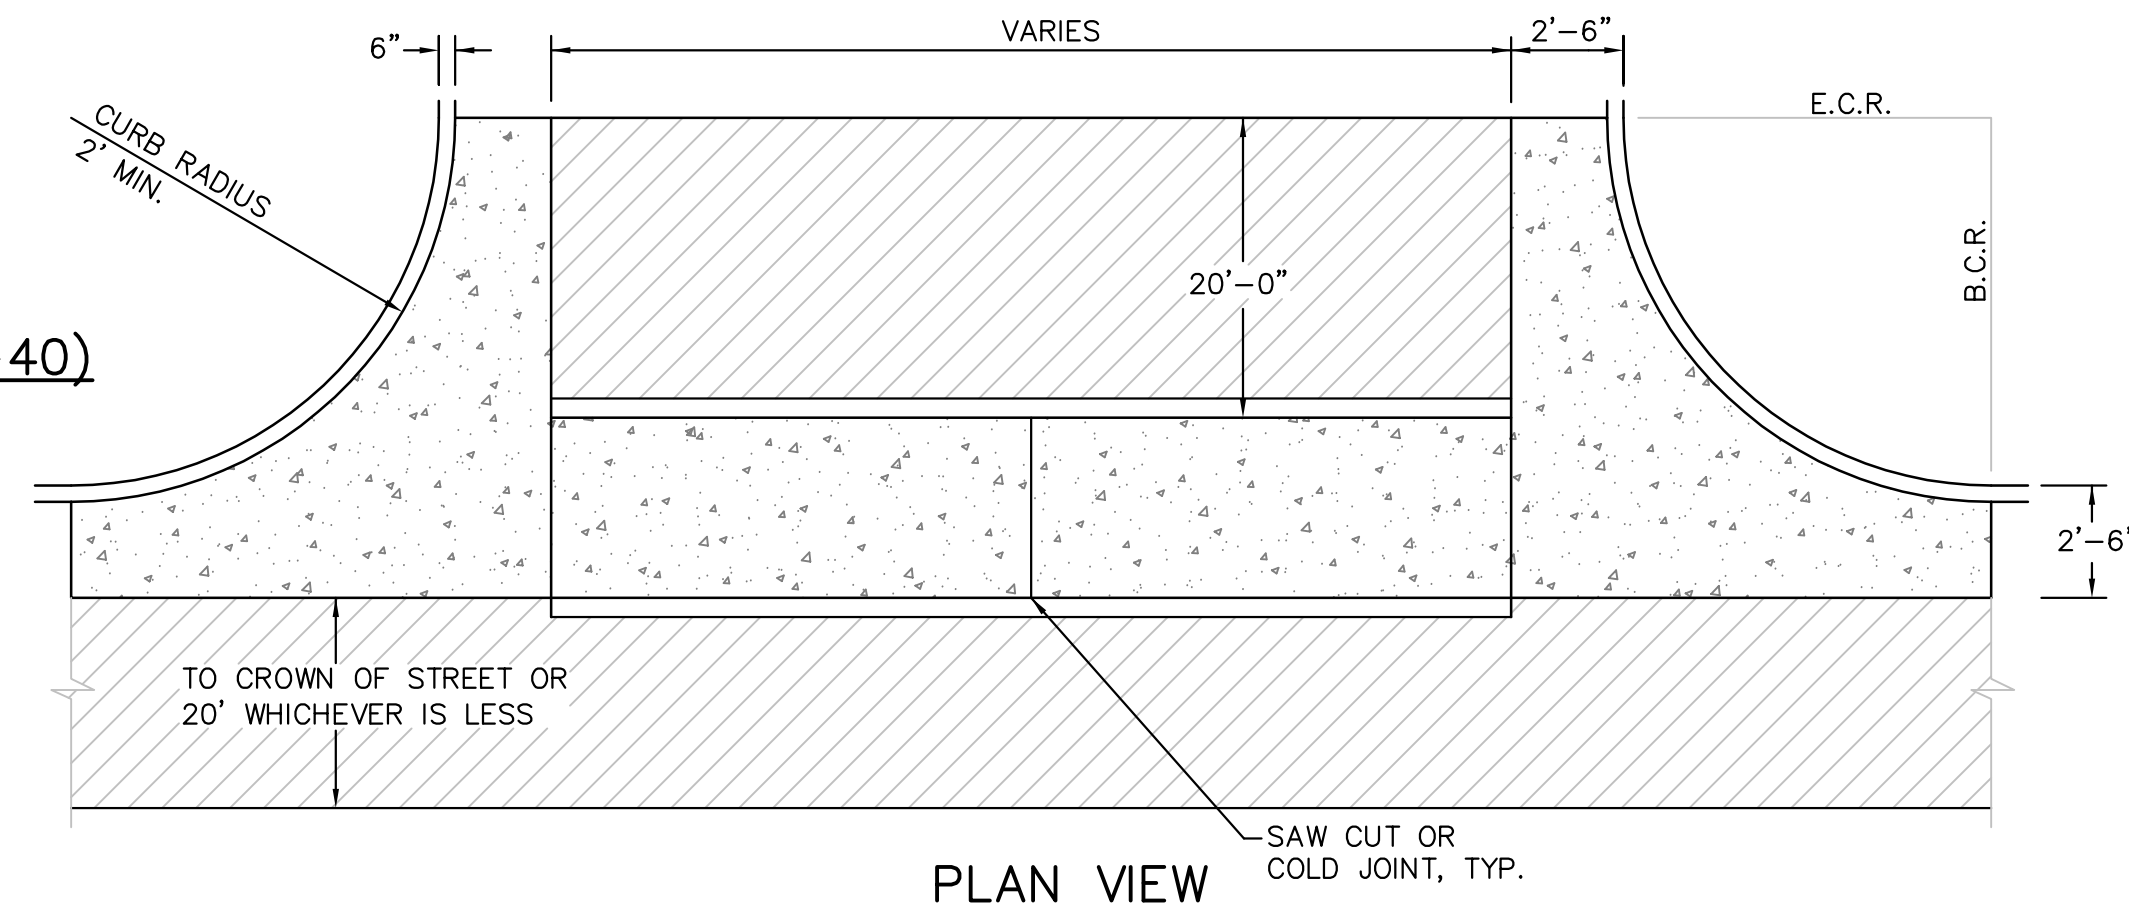 6”
VARIES
2’-6”
E.C.R.
CURB RADIUS
2’ MIN.
B.C.R.
20’-0”
40)
2’-6”
TO CROWN OF STREET OR
20’ WHICHEVER IS LESS
SAW CUT OR
COLD JOINT, TYP.
PLAN VIEW